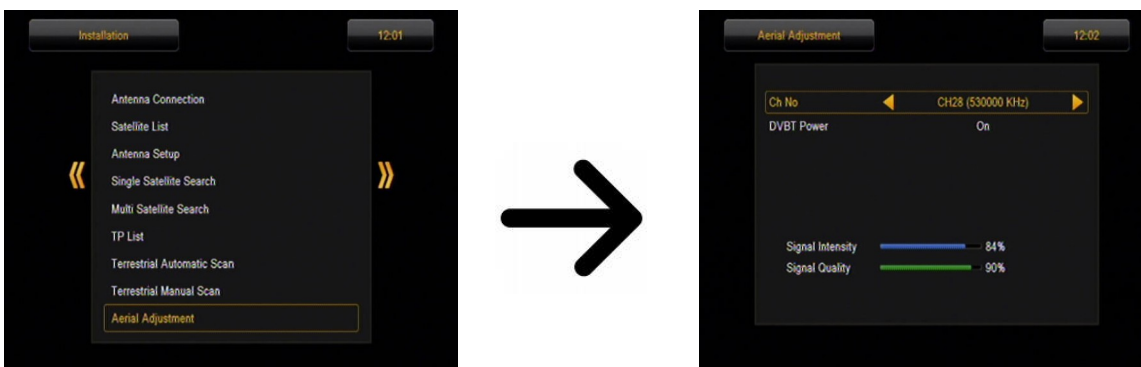 Installation
12:01
Antenna Connection
Satellite List
Antenna Setup
Single Satellite Search
Multi Satellite Search
TP List
Terrestrial Automatic Scan
Terrestrial Manual Scan
Aerial Adjustment
Aerial Adjustment
12:02
Ch No CH28 (530000 KHz)
DVBT Power On
Signal Intensity 84%
Signal Quality 90%